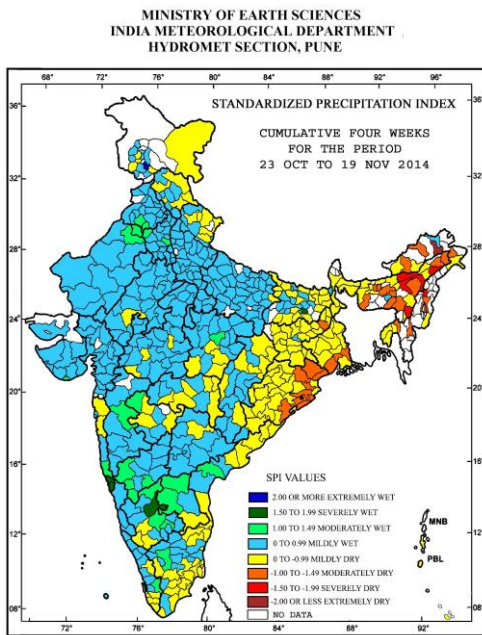 MINISTRY OF EARTH SCIENCES
INDIA METEOROLOGICAL DEPARTMENT
HYDROMET SECTION, PUNE
68° 72° 76° 80° 84° 88° 92° 96°
36°
STANDARDIZED PRECIPITATION INDEX
CUMULATIVE FOUR WEEKS
FOR THE PERIOD
23 OCT TO 19 NOV 2014
32° 32°
28° 28°
24° 24°
20° 20°
16° 16°
SPI VALUES
2.00 OR MORE EXTREMELY WET
1.50 TO 1.99 SEVERELY WET
1.00 TO 1.49 MODERATELY WET
0 TO 0.99 MILDLY WET
0 TO -0.99 MILDLY DRY
-1.00 TO -1.49 MODERATELY DRY
-1.50 TO -1.99 SEVERELY DRY
-2.00 OR LESS EXTREMELY DRY
NO DATA
MNB
12° 12°
PBL
08° 08°
72° 76° 80° 84° 88° 92°